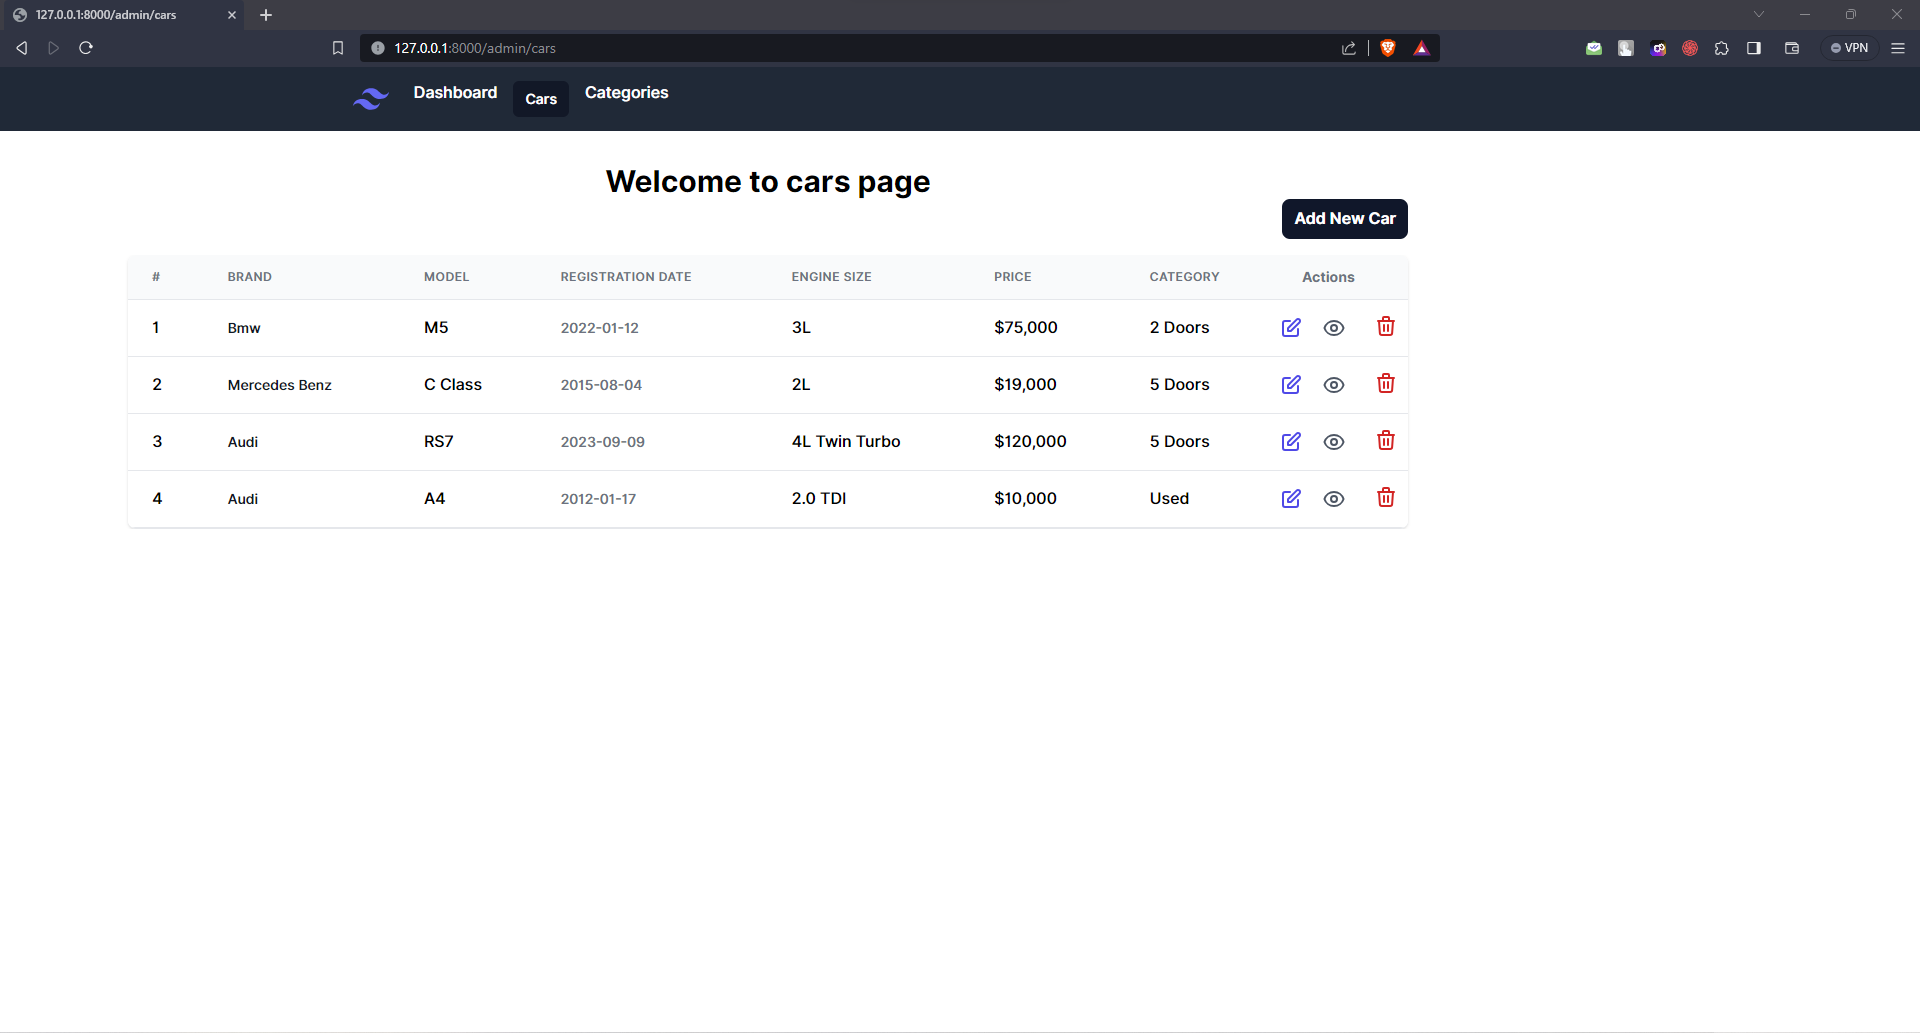 127.0.0.1:8000/admin/cars
127.0.0.1:8000/admin/cars
VPN
Dashboard Cars Categories
Welcome to cars page
Add New Car
# BRAND MODEL REGISTRATION DATE ENGINE SIZE PRICE CATEGORY Actions
1 Bmw M5 2022-01-12 3L $75,000 2 Doors
2 Mercedes Benz C Class 2015-08-04 2L $19,000 5 Doors
3 Audi RS7 2023-09-09 4L Twin Turbo $120,000 5 Doors
4 Audi A4 2012-01-17 2.0 TDI $10,000 Used